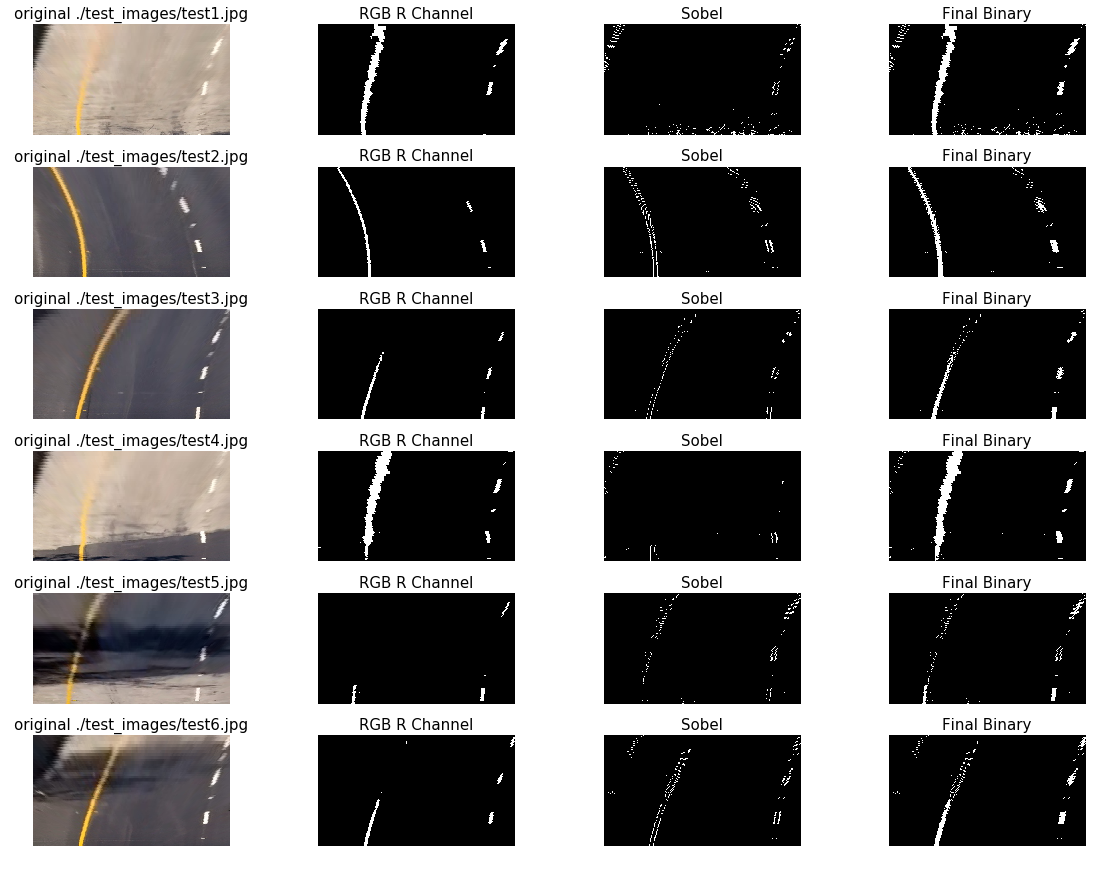 original ./test_images/test1.jpg RGB R Channel Sobel Final Binary
original ./test_images/test2.jpg RGB R Channel Sobel Final Binary
original ./test_images/test3.jpg RGB R Channel Sobel Final Binary
original ./test_images/test4.jpg RGB R Channel Sobel Final Binary
original ./test_images/test5.jpg RGB R Channel Sobel Final Binary
original ./test_images/test6.jpg RGB R Channel Sobel Final Binary